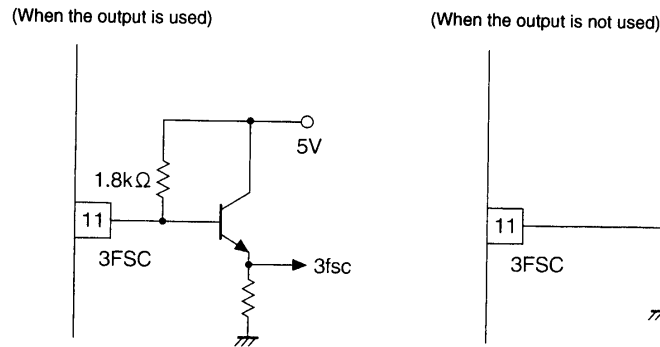 (When the output is used)
(When the output is not used)
5V
1.8kΩ
11
3FSC
3fsc
11
3FSC